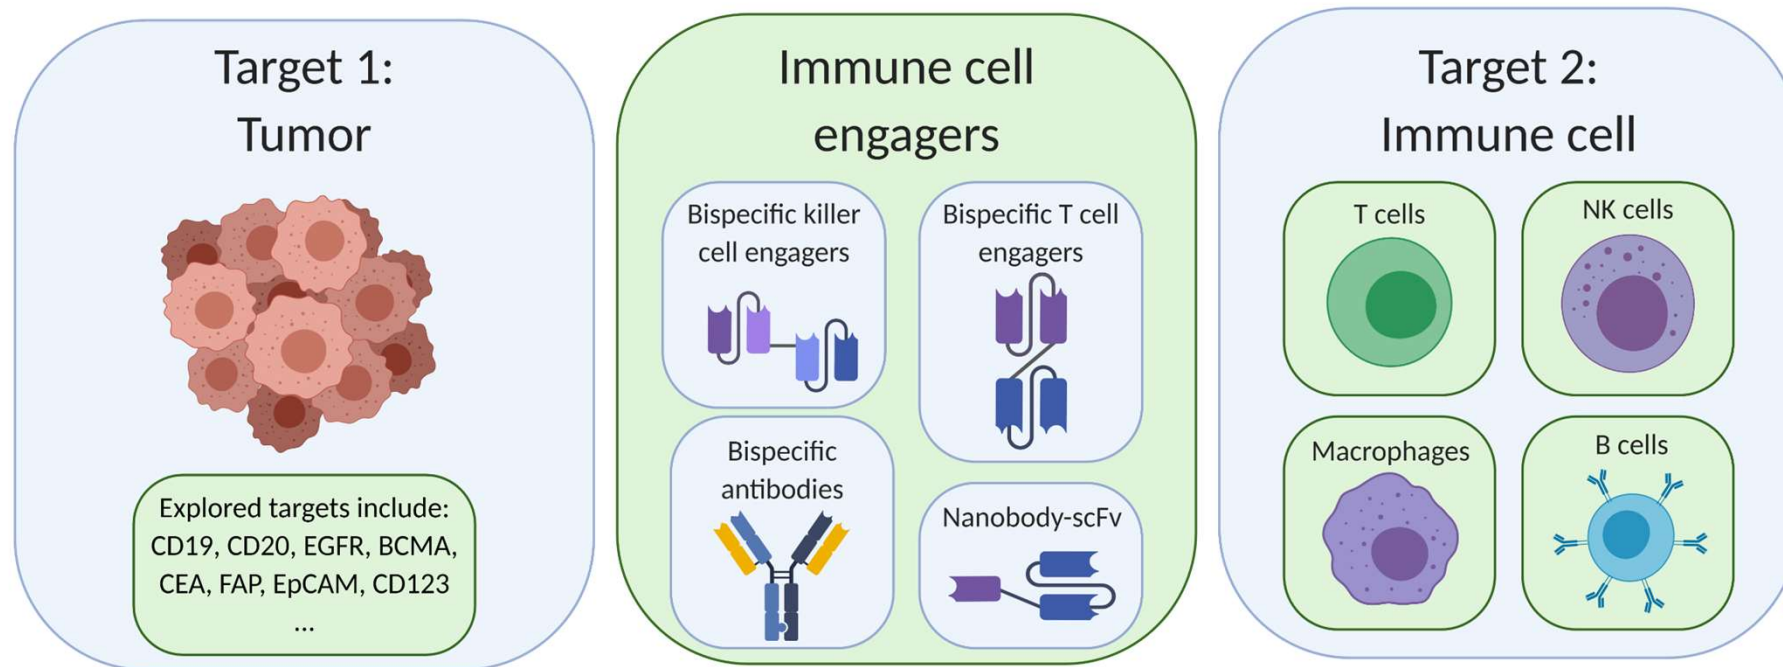 Target 1:
Tumor
Explored targets include:
CD19, CD20, EGFR, BCMA,
CEA, FAP, EpCAM, CD123
...
Immune cell
engagers
Bispecific killer
cell engagers
Bispecific T cell
engagers
Bispecific
antibodies
Nanobody-scFv
Target 2:
Immune cell
T cells
NK cells
Macrophages
B cells